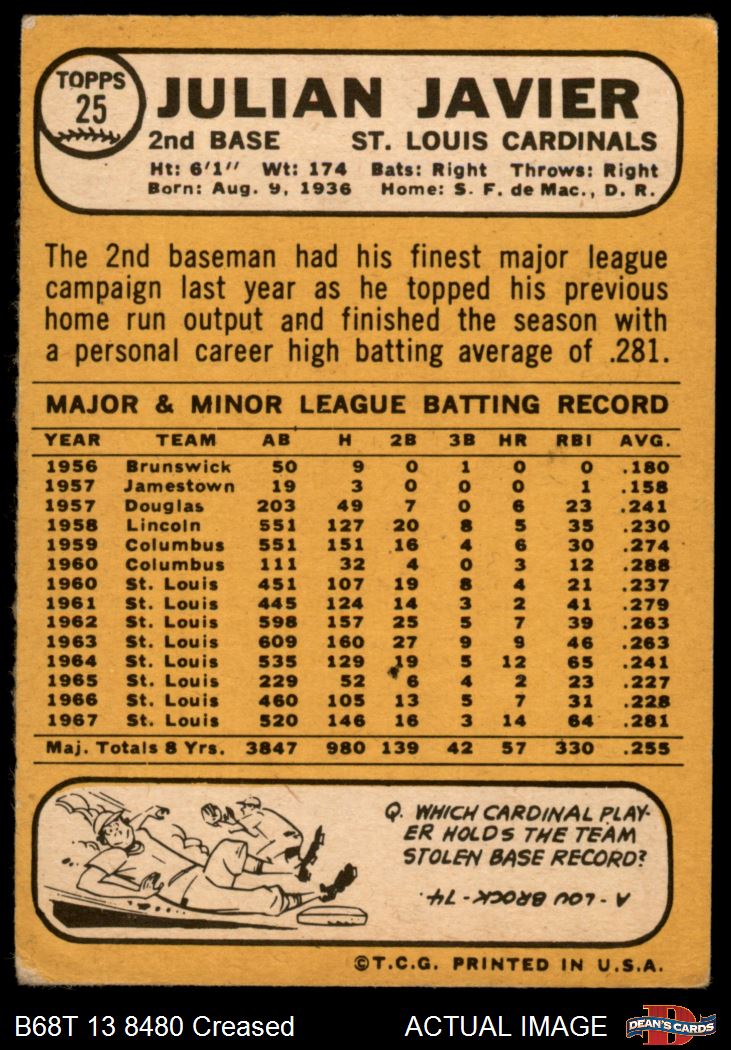 TOPPS
25
JULIAN JAVIER
2nd BASE ST. LOUIS CARDINALS
Ht: 6'1" Wt: 174 Bats: Right Throws: Right
Born: Aug. 9, 1936 Home: S. F. de Mac., D. R.
The 2nd baseman had his finest major league
campaign last year as he topped his previous
home run output and finished the season with
a personal career high batting average of .281.
MAJOR & MINOR LEAGUE BATTING RECORD
YEAR TEAM AB H 2B 3B HR RBI AVG.
1956 Brunswick 50 9 0 1 0 0 .180
1957 Jamestown 19 3 0 0 0 1 .158
1957 Douglas 203 49 7 0 6 23 .241
1958 Lincoln 551 127 20 8 5 35 .230
1959 Columbus 551 151 16 4 6 30 .274
1960 Columbus 111 32 4 0 3 12 .288
1960 St. Louis 451 107 19 8 4 21 .237
1961 St. Louis 445 124 14 3 2 41 .279
1962 St. Louis 598 157 25 5 7 39 .263
1963 St. Louis 609 160 27 9 9 46 .263
1964 St. Louis 535 129 19 5 12 65 .241
1965 St. Louis 229 52 6 4 2 23 .227
1966 St. Louis 460 105 13 5 7 31 .228
1967 St. Louis 520 146 16 3 14 64 .281
Maj. Totals 8 Yrs. 3847 980 139 42 57 330 .255
Q. WHICH CARDINAL PLAY-
ER HOLDS THE TEAM
STOLEN BASE RECORD?
A - LOU BROCK - 74.
©T.C.G. PRINTED IN U.S.A.
B68T 13 8480 Creased ACTUAL IMAGE
D
DEAN'S CARDS